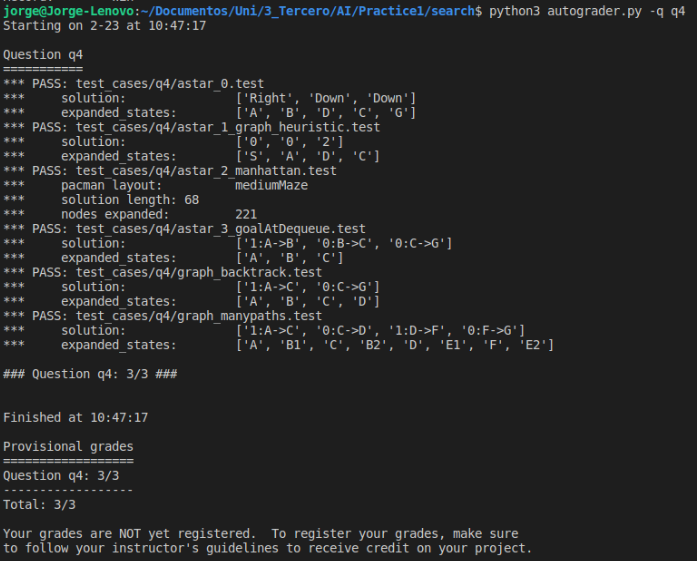 jorge@Jorge-Lenovo:~/Documentos/Uni/3_Tercero/AI/Practice1/search$ python3 autograder.py -q q4
Starting on 2-23 at 10:47:17

Question q4
===========
*** PASS: test_cases/q4/astar_0.test
***     solution:               ['Right', 'Down', 'Down']
***     expanded_states:        ['A', 'B', 'D', 'C', 'G']
*** PASS: test_cases/q4/astar_1_graph_heuristic.test
***     solution:               ['0', '0', '2']
***     expanded_states:        ['S', 'A', 'D', 'C']
*** PASS: test_cases/q4/astar_2_manhattan.test
***     pacman layout:          mediumMaze
***     solution length: 68
***     nodes expanded:         221
*** PASS: test_cases/q4/astar_3_goalAtDequeue.test
***     solution:               ['1:A->B', '0:B->C', '0:C->G']
***     expanded_states:        ['A', 'B', 'C']
*** PASS: test_cases/q4/graph_backtrack.test
***     solution:               ['1:A->C', '0:C->G']
***     expanded_states:        ['A', 'B', 'C', 'D']
*** PASS: test_cases/q4/graph_manypaths.test
***     solution:               ['1:A->C', '0:C->D', '1:D->F', '0:F->G']
***     expanded_states:        ['A', 'B1', 'C', 'B2', 'D', 'E1', 'F', 'E2']

### Question q4: 3/3 ###

Finished at 10:47:17

Provisional grades
==================
Question q4: 3/3
------------------
Total: 3/3

Your grades are NOT yet registered.  To register your grades, make sure
to follow your instructor's guidelines to receive credit on your project.